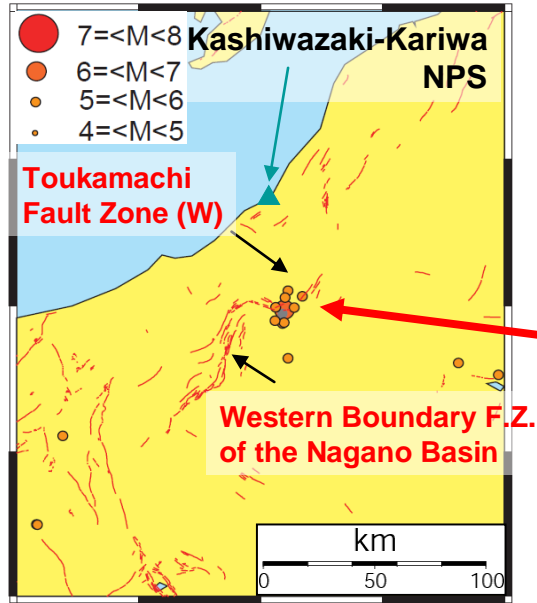 7=<M<8
6=<M<7
5=<M<6
4=<M<5
Kashiwazaki-Kariwa
NPS
Toukamachi
Fault Zone (W)
Western Boundary F.Z.
of the Nagano Basin
km
0 50 100